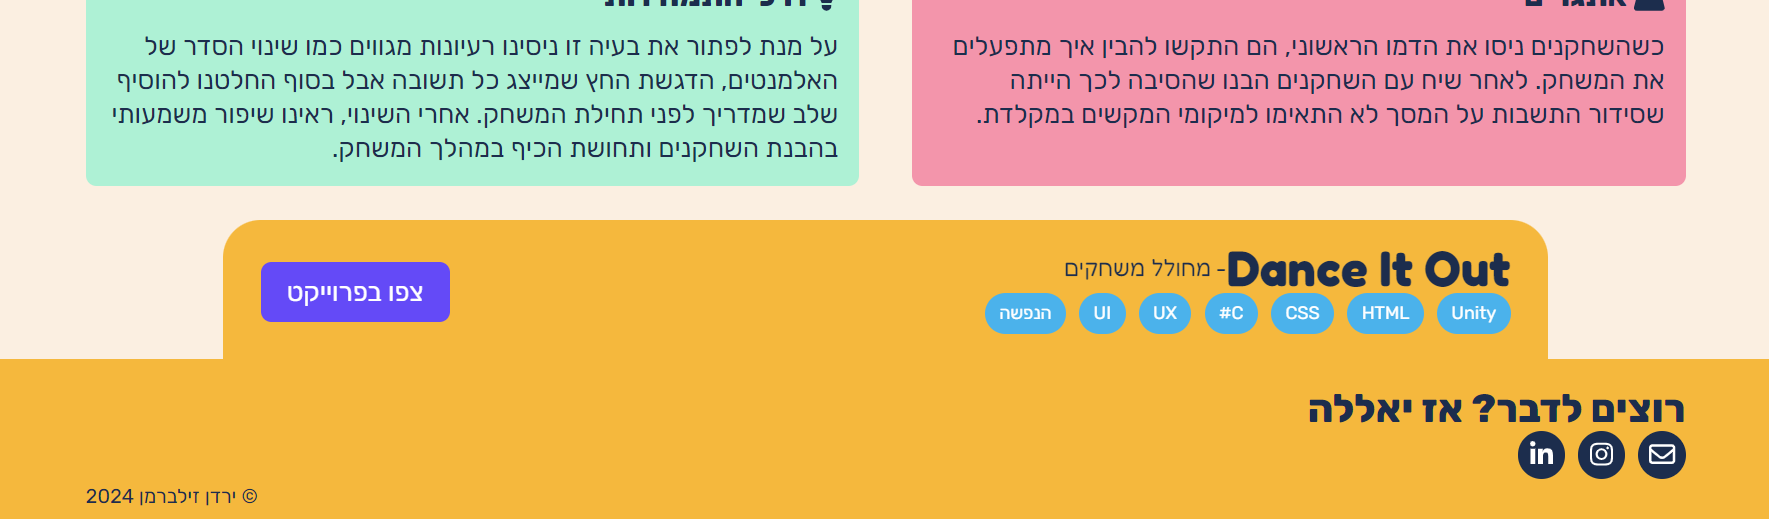 כשהשחקנים ניסו את הדמו הראשוני, הם התקשו להבין איך מתפעלים
את המשחק. לאחר שיח עם השחקנים הבנו שהסיבה לכך הייתה
שסידור התשבות על המסך לא התאימו למיקומי המקשים במקלדת.
על מנת לפתור את בעיה זו ניסינו רעיונות מגווים כמו שינוי הסדר של
האלמנטים, הדגשת החץ שמייצג כל תשובה אבל בסוף החלטנו להוסיף
שלב שמדריך לפני תחילת המשחק. אחרי השינוי, ראינו שיפור משמעותי
בהבנת השחקנים ותחושת הכיף במהלך המשחק.
Dance It Out - מחולל משחקים
Unity HTML CSS C# UX UI הנפשה
צפו בפרוייקט
רוצים לדבר? אז יאללה
in
© ירדן זילברמן 2024